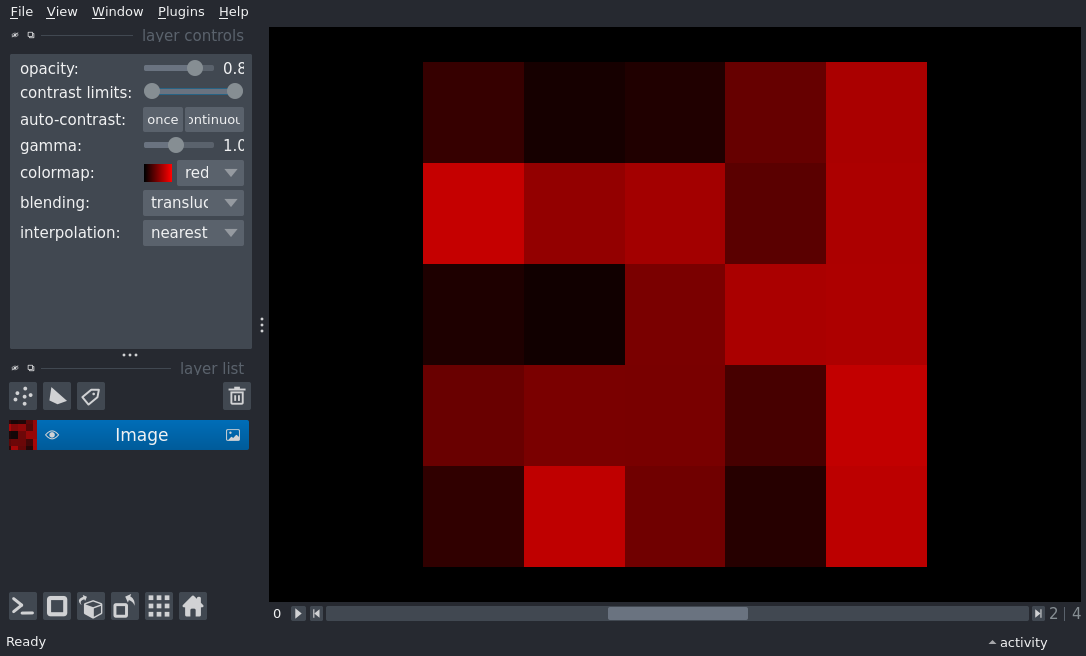 File View Window Plugins Help
layer controls
opacity: 0.8
contrast limits:
auto-contrast: once ontinuou
gamma: 1.0
colormap: red
blending: transluc
interpolation: nearest
layer list
Image
0 2 | 4
Ready activity